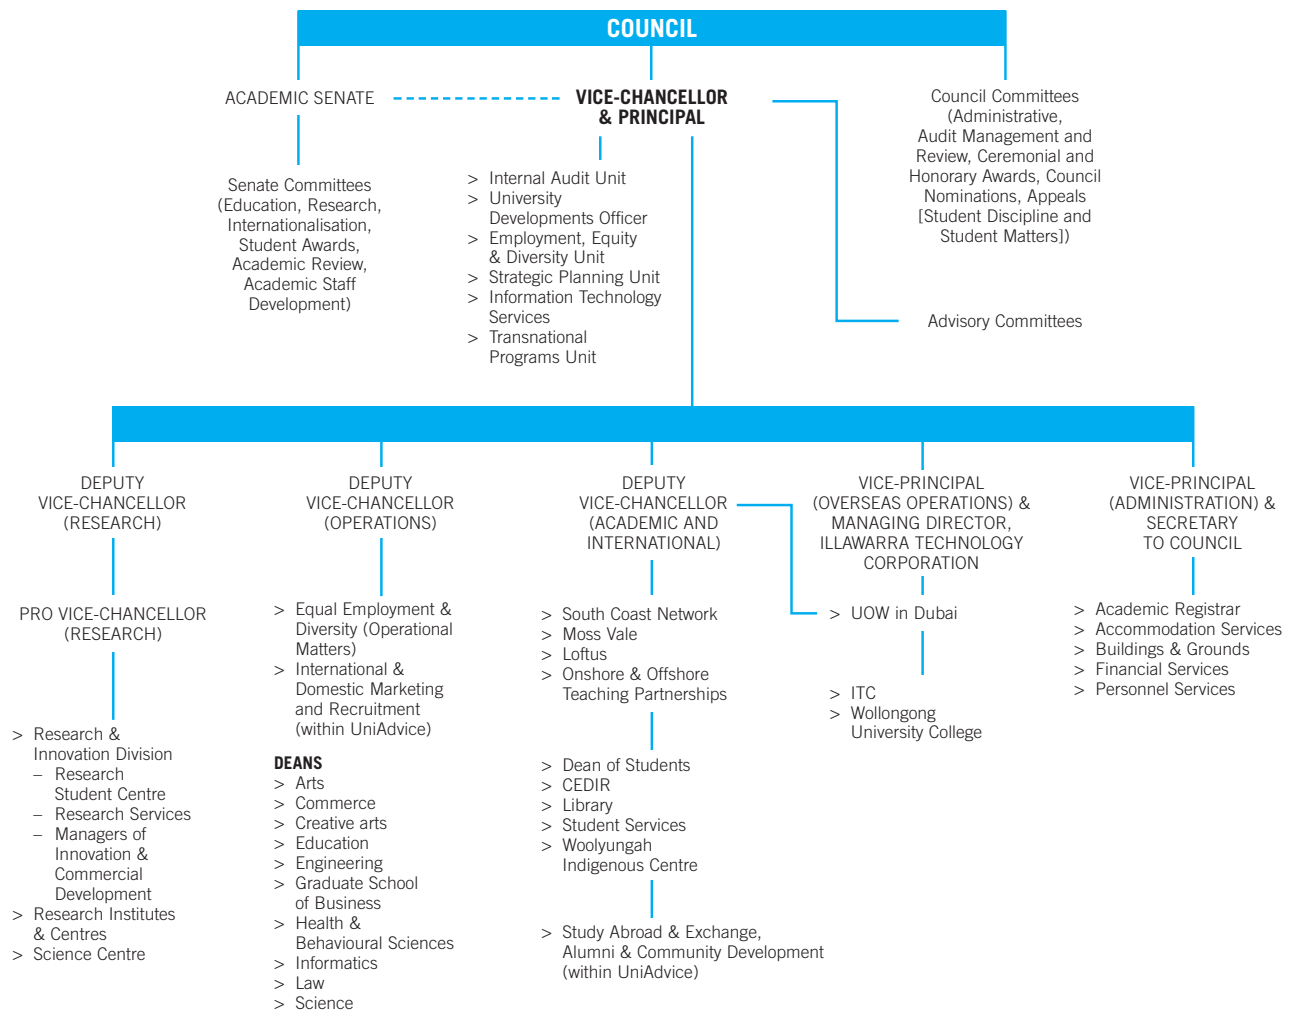 COUNCIL
ACADEMIC SENATE
VICE-CHANCELLOR
& PRINCIPAL
Council Committees
(Administrative,
Audit Management and
Review, Ceremonial and
Honorary Awards, Council
Nominations, Appeals
[Student Discipline and
Student Matters])
Senate Committees
(Education, Research,
Internationalisation,
Student Awards,
Academic Review,
Academic Staff
Development)
> Internal Audit Unit
> University
Developments Officer
> Employment, Equity
& Diversity Unit
> Strategic Planning Unit
> Information Technology
Services
> Transnational
Programs Unit
Advisory Committees
DEPUTY
VICE-CHANCELLOR
(RESEARCH)
PRO VICE-CHANCELLOR
(RESEARCH)
> Research &
Innovation Division
– Research
Student Centre
– Research Services
– Managers of
Innovation &
Commercial
Development
> Research Institutes
& Centres
> Science Centre
DEPUTY
VICE-CHANCELLOR
(OPERATIONS)
> Equal Employment &
Diversity (Operational
Matters)
> International &
Domestic Marketing
and Recruitment
(within UniAdvice)
DEANS
> Arts
> Commerce
> Creative arts
> Education
> Engineering
> Graduate School
of Business
> Health &
Behavioural Sciences
> Informatics
> Law
> Science
DEPUTY
VICE-CHANCELLOR
(ACADEMIC AND
INTERNATIONAL)
> South Coast Network
> Moss Vale
> Loftus
> Onshore & Offshore
Teaching Partnerships
> Dean of Students
> CEDIR
> Library
> Student Services
> Woolyungah
Indigenous Centre
> Study Abroad & Exchange,
Alumni & Community Development
(within UniAdvice)
VICE-PRINCIPAL
(OVERSEAS OPERATIONS) &
MANAGING DIRECTOR,
ILLAWARRA TECHNOLOGY
CORPORATION
> UOW in Dubai
> ITC
> Wollongong
University College
VICE-PRINCIPAL
(ADMINISTRATION) &
SECRETARY
TO COUNCIL
> Academic Registrar
> Accommodation Services
> Buildings & Grounds
> Financial Services
> Personnel Services